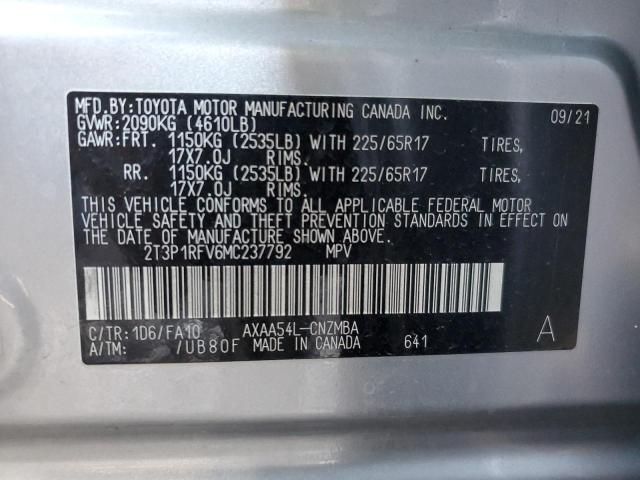 MFD.BY:TOYOTA MOTOR MANUFACTURING CANADA INC. 09/21
GVWR:2090KG (4610LB)
GAWR:FRT. 1150KG (2535LB) WITH 225/65R17 TIRES,
17X7.0J RIMS.
RR. 1150KG (2535LB) WITH 225/65R17 TIRES,
17X7.0J RIMS.
THIS VEHICLE CONFORMS TO ALL APPLICABLE FEDERAL MOTOR
VEHICLE SAFETY AND THEFT PREVENTION STANDARDS IN EFFECT ON
THE DATE OF MANUFACTURE SHOWN ABOVE.
2T3P1RFV6MC237792 MPV
C/TR:1D6/FA10 AXAA54L-CNZMBA A
A/TM: /UB80F MADE IN CANADA 641